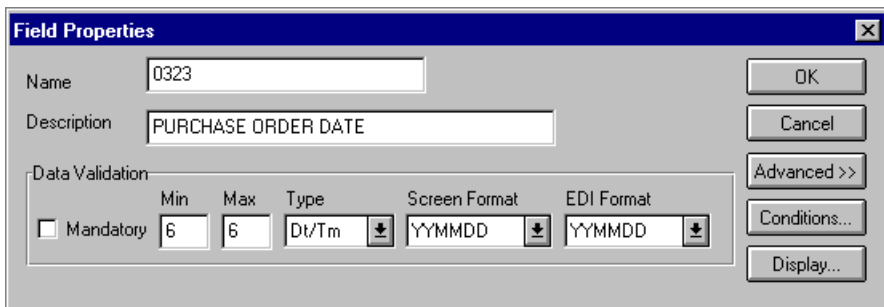 Field Properties
Name 0323 OK
Description PURCHASE ORDER DATE Cancel
Data Validation Advanced >>
Min Max Type Screen Format EDI Format
Mandatory 6 6 Dt/Tm YYMMDD YYMMDD Conditions...
Display...